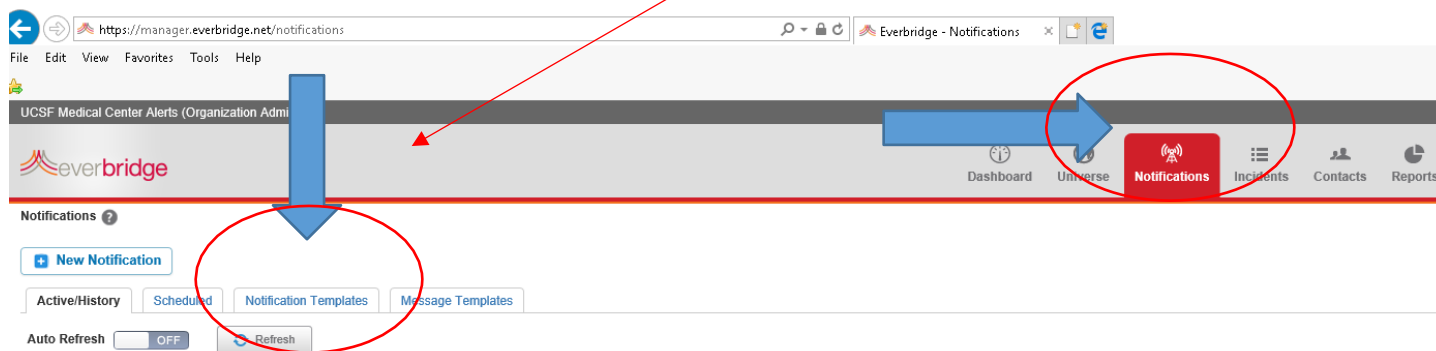 https://manager.everbridge.net/notifications
Everbridge - Notifications
File Edit View Favorites Tools Help
UCSF Medical Center Alerts (Organization Admi
everbridge
Dashboard Universe Notifications Incidents Contacts Reports
Notifications
New Notification
Active/History Scheduled Notification Templates Message Templates
Auto Refresh OFF Refresh